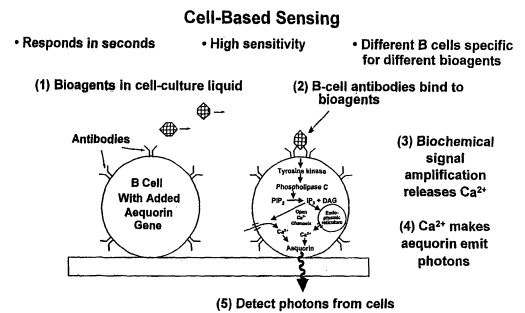 Cell-Based Sensing
• Responds in seconds
• High sensitivity
• Different B cells specific
for different bioagents
(1) Bioagents in cell-culture liquid
(2) B-cell antibodies bind to
bioagents
Antibodies
B Cell
With Added
Aequorin
Gene
Tyrosine kinase
Phospholipase C
PIP₂
IP₃ + DAG
Open
Ca²⁺
Channels
Endo-
plasmic
reticulum
Ca²⁺
Ca²⁺
Aequorin
(3) Biochemical
signal
amplification
releases Ca²⁺
(4) Ca²⁺ makes
aequorin emit
photons
(5) Detect photons from cells